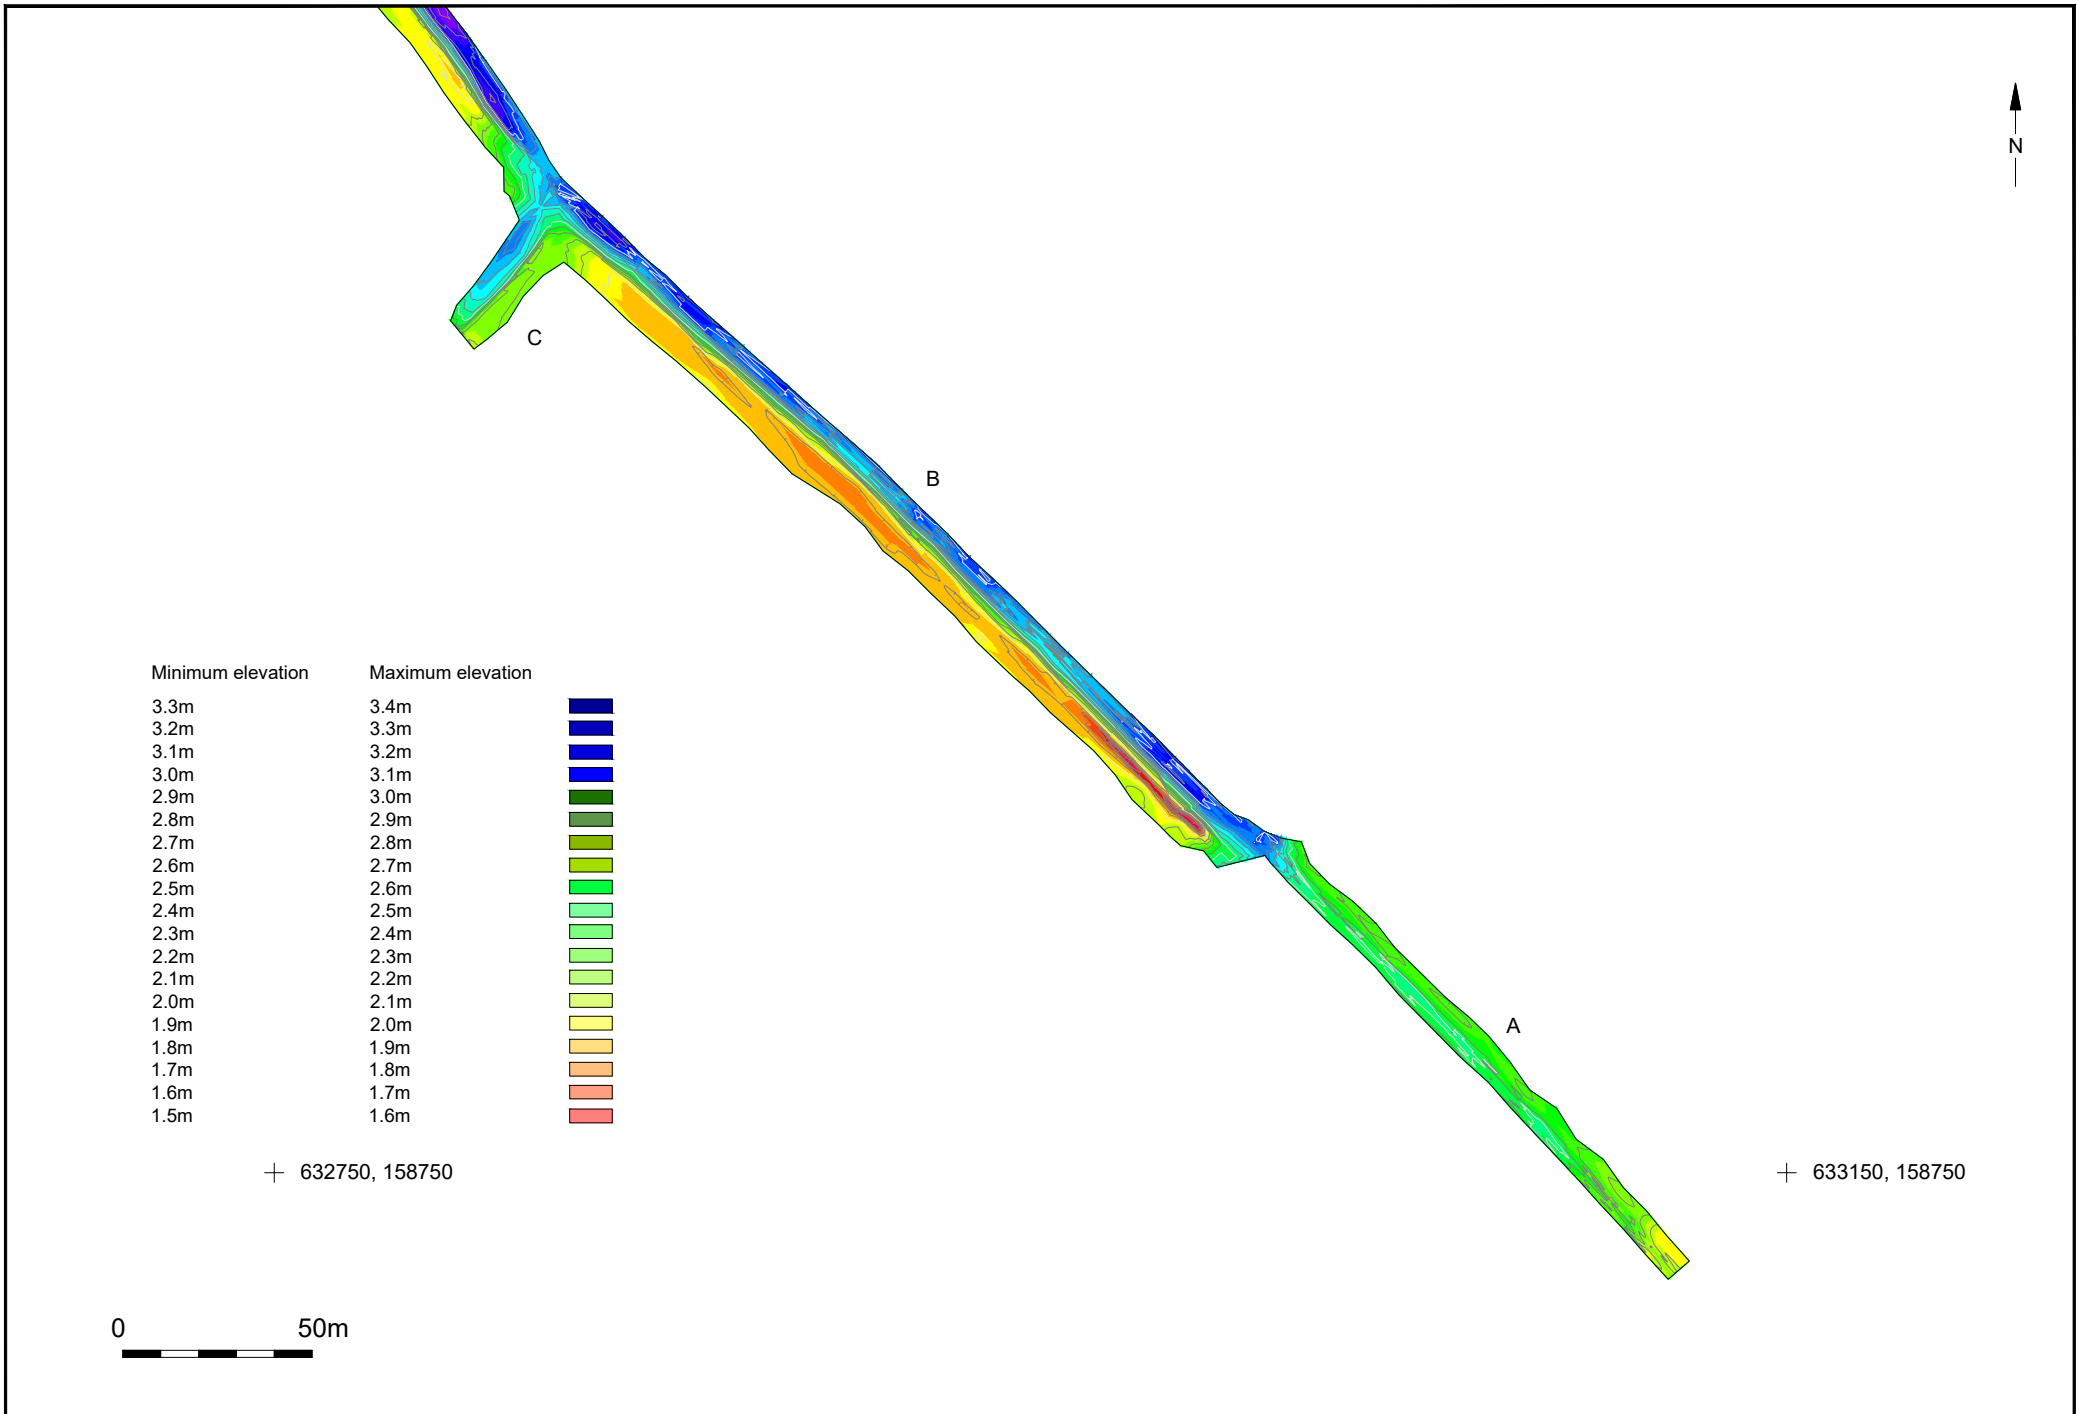 N
C
B
Minimum elevation Maximum elevation
3.3m 3.4m
3.2m 3.3m
3.1m 3.2m
3.0m 3.1m
2.9m 3.0m
2.8m 2.9m
2.7m 2.8m
2.6m 2.7m
2.5m 2.6m
2.4m 2.5m
2.3m 2.4m
2.2m 2.3m
2.1m 2.2m
2.0m 2.1m
1.9m 2.0m
1.8m 1.9m
1.7m 1.8m
1.6m 1.7m
1.5m 1.6m
A
632750, 158750
633150, 158750
0 50m